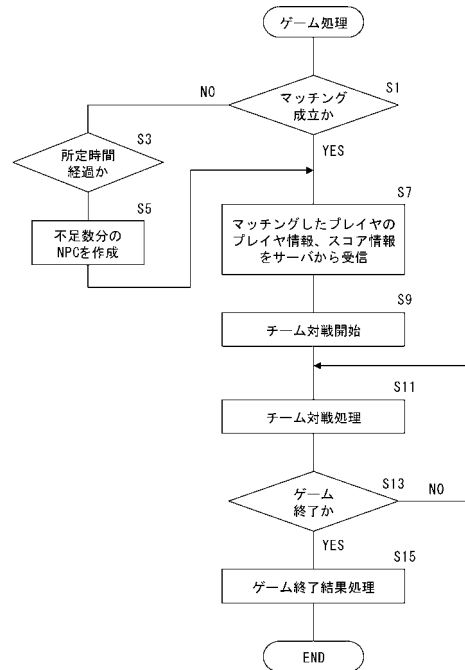 ゲーム処理
S1
マッチング
成立か
NO
YES
S3
所定時間
経過か
S5
不足数分の
NPCを作成
S7
マッチングしたプレイヤの
プレイヤ情報、スコア情報
をサーバから受信
S9
チーム対戦開始
S11
チーム対戦処理
S13
ゲーム
終了か
NO
YES
S15
ゲーム終了結果処理
END